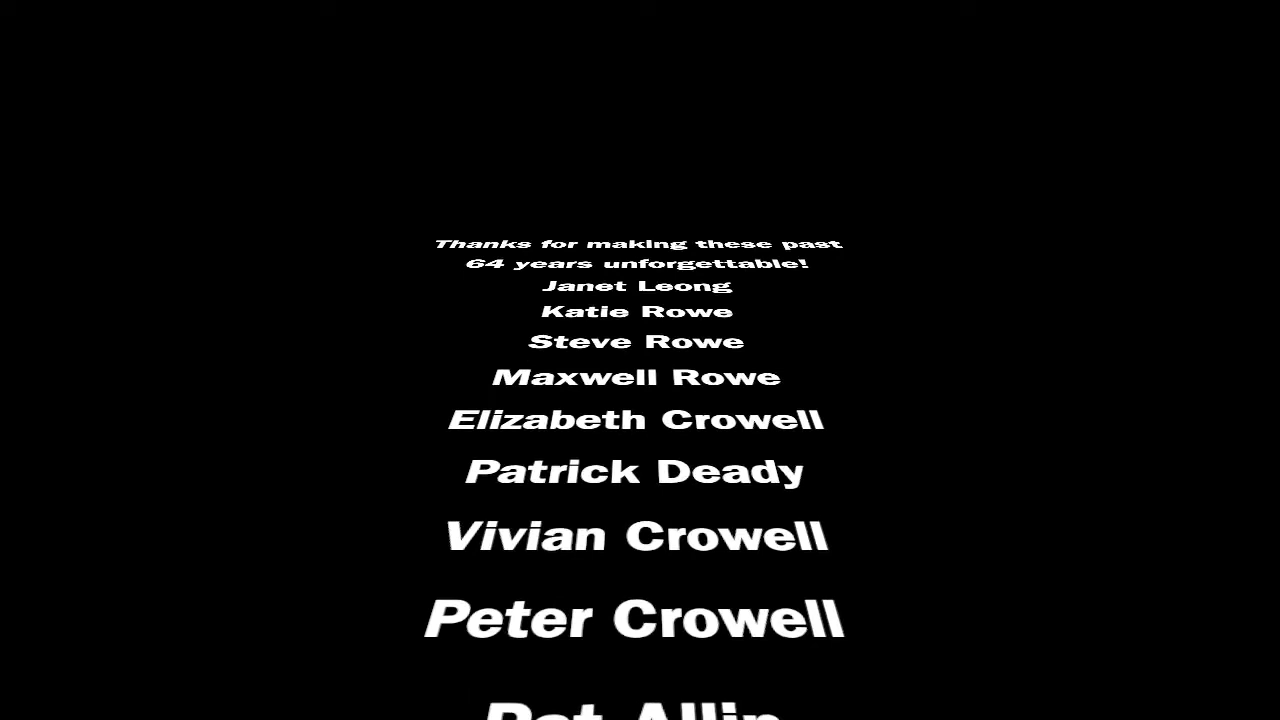 Thanks for making these past
64 years unforgettable!
Janet Leong
Katie Rowe
Steve Rowe
Maxwell Rowe
Elizabeth Crowell
Patrick Deady
Vivian Crowell
Peter Crowell
Pat